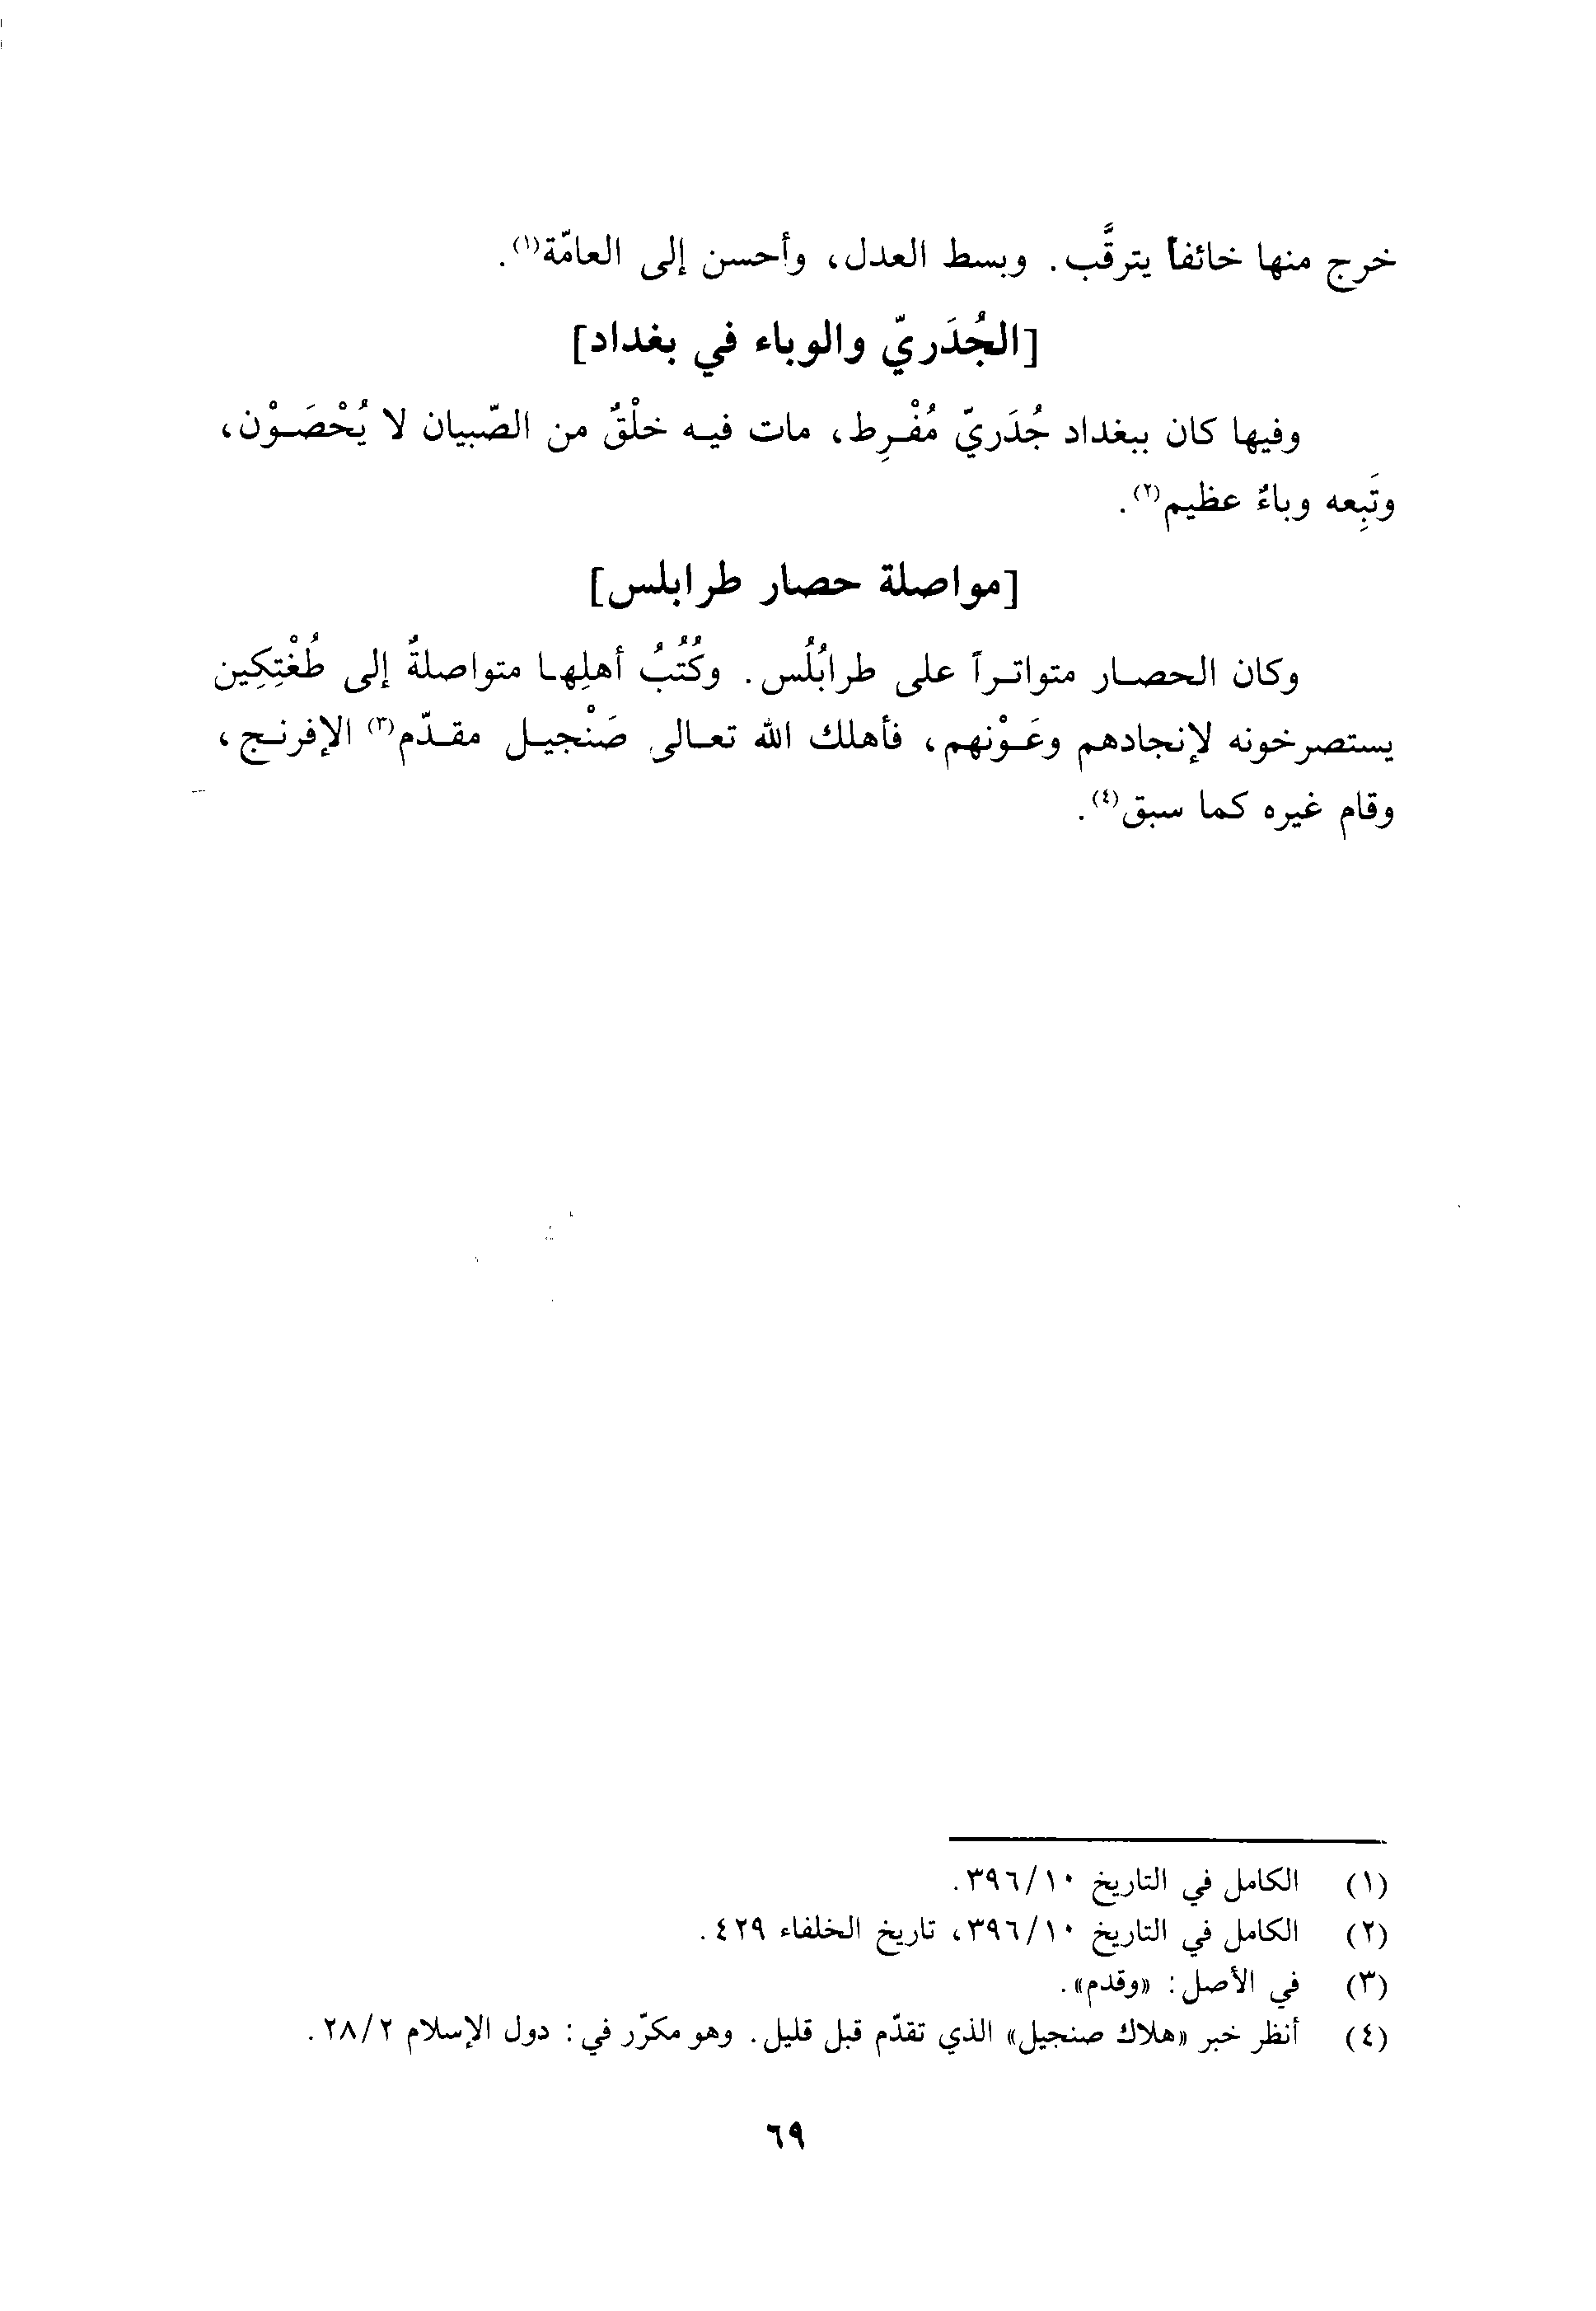 خرج منها خائفاً يترقَّب. وبسط العدل، وأحسن إلى العامّة(١).
[الجُدَريّ والوباء في بغداد]
وفيها كان ببغداد جُدَريّ مُفْرِط، مات فيه خلْقٌ من الصّبيان لا يُحْصَوْن،
وتَبِعه وباءٌ عظيم(٢).
[مواصلة حصار طرابلس]
وكان الحصار متواتراً على طرابُلُس. وكُتُبُ أهلِها متواصلةٌ إلى طُغْتِكِين
يستصرخونه لإنجادهم وعَوْنهم، فأهلك الله تعالى صَنْجيل مقدّم(٣) الإفرنج،
وقام غيره كما سبق(٤).
(١) الكامل في التاريخ ٣٩٦/١٠.
(٢) الكامل في التاريخ ٣٩٦/١٠، تاريخ الخلفاء ٤٢٩.
(٣) في الأصل: «وقدم».
(٤) أنظر خبر «هلاك صنجيل» الذي تقدّم قبل قليل. وهو مكرّر في: دول الإسلام ٢٨/٢.
٦٩